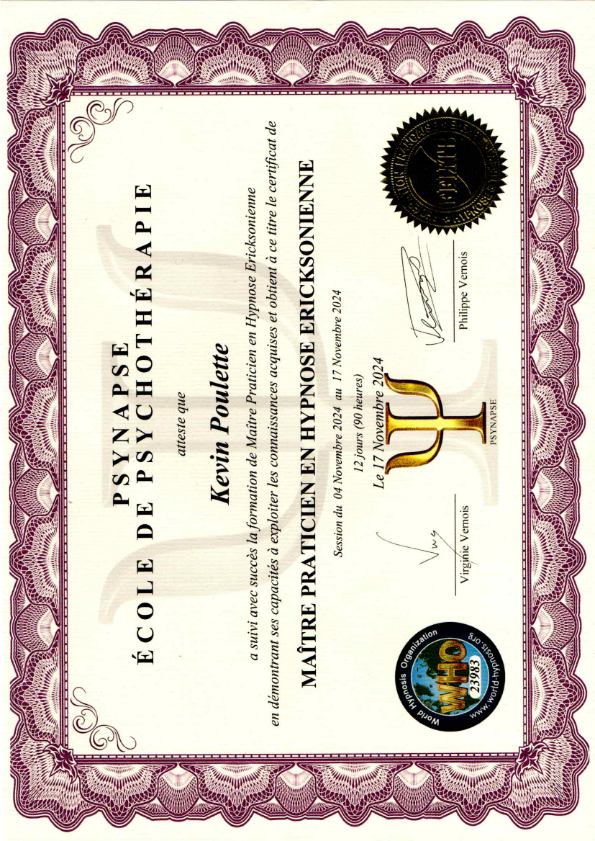 PSYNAPSE
ÉCOLE DE PSYCHOTHÉRAPIE
atteste que
Kevin Poulette
a suivi avec succès la formation de Maître Praticien en Hypnose Ericksonienne
en démontrant ses capacités à exploiter les connaissances acquises et obtient à ce titre le certificat de
MAÎTRE PRATICIEN EN HYPNOSE ERICKSONIENNE
Session du 04 Novembre 2024 au 17 Novembre 2024
12 jours (90 heures)
Le 17 Novembre 2024
World Hypnosis Organization
WHO
23983
www.world-hypnosis.org
Virginie Vernois
PSYNAPSE
Philippe Vernois